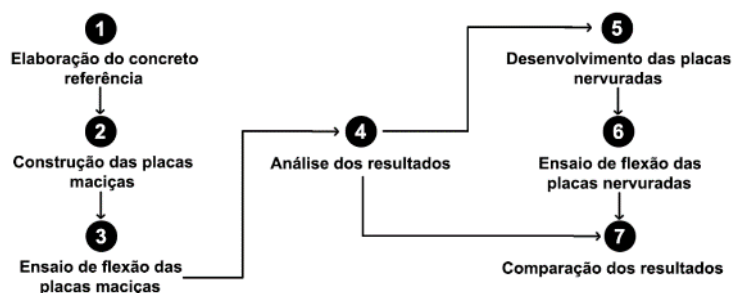 1
Elaboração do concreto
referência
2
Construção das placas
maciças
3
Ensaio de flexão das
placas maciças
4
Análise dos resultados
5
Desenvolvimento das placas
nervuradas
6
Ensaio de flexão das
placas nervuradas
7
Comparação dos resultados